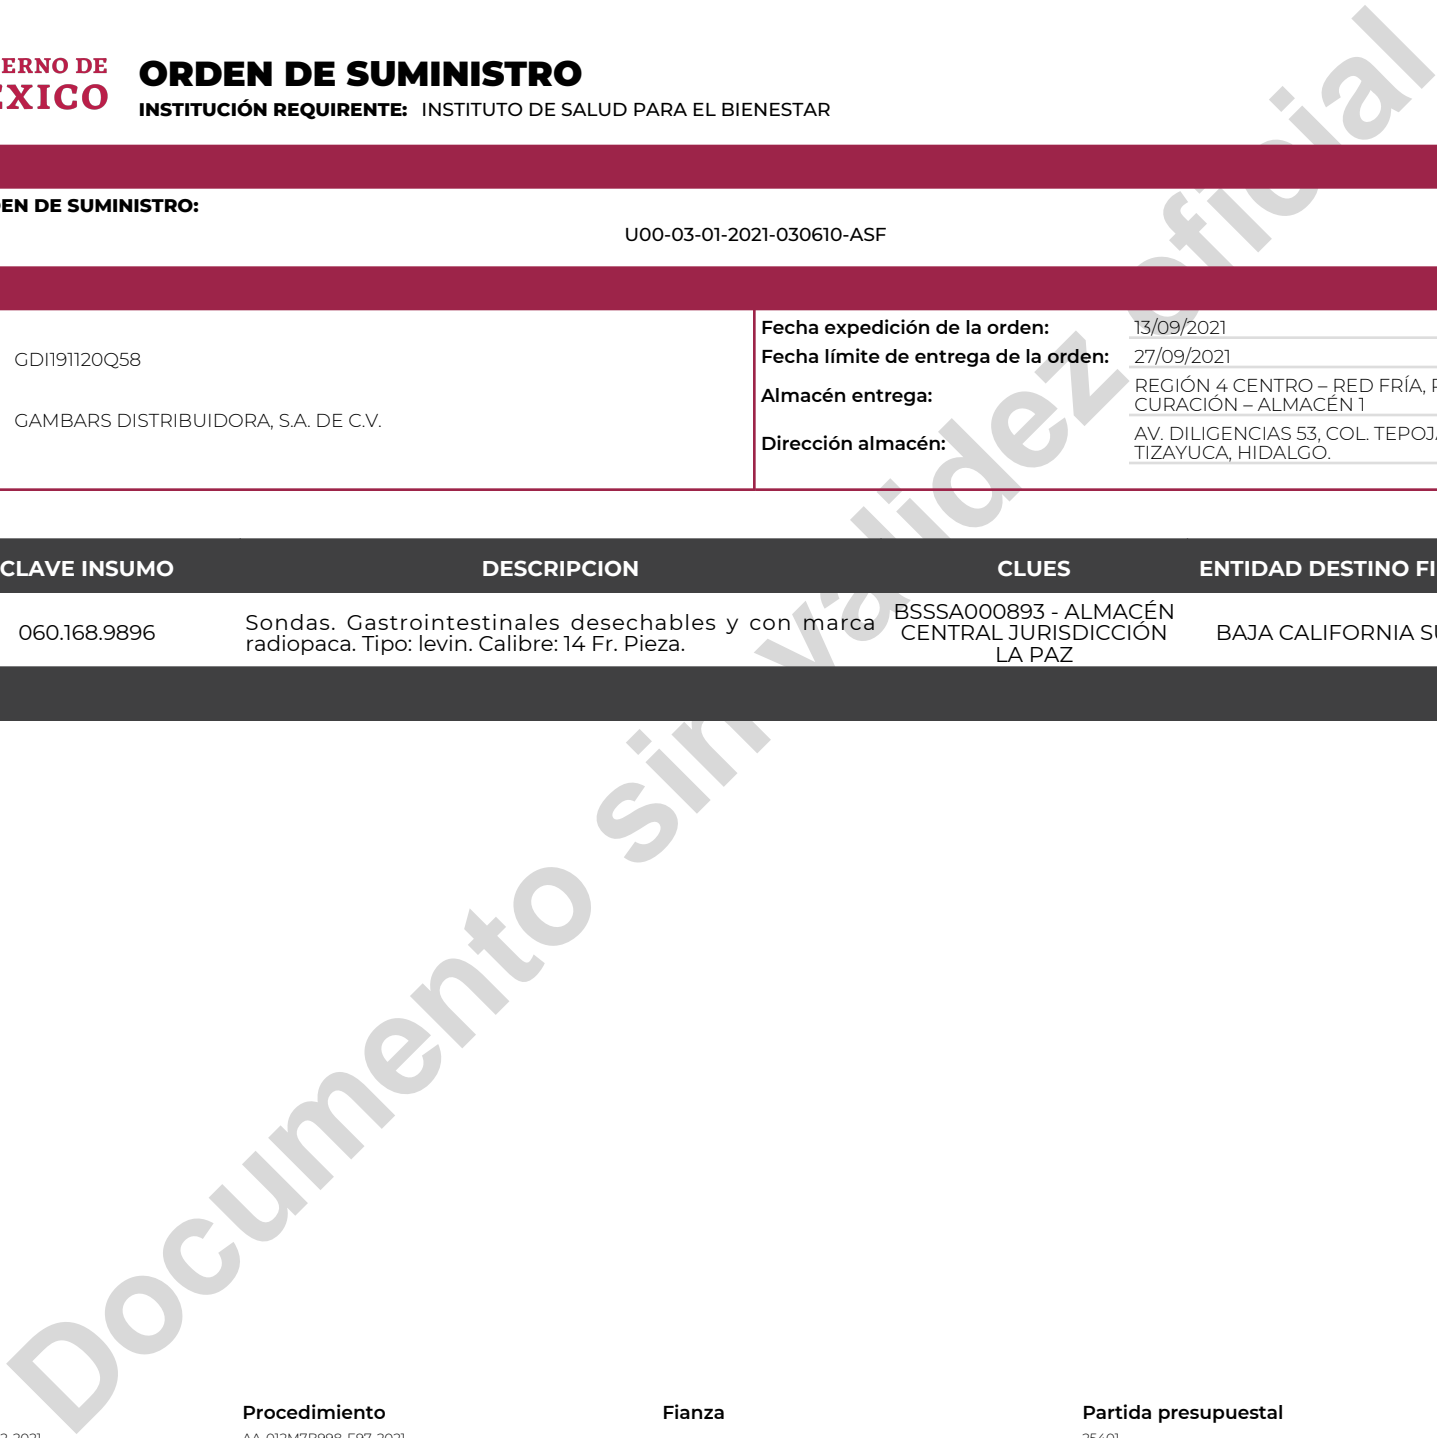 ERNO DE
ORDEN DE SUMINISTRO
INSTITUCIÓN REQUIRENTE: INSTITUTO DE SALUD PARA EL BIENESTAR
DE SUMINISTRO:
U00-03-01-2021-030610-ASF
GDI191120Q58
GAMBARS DISTRIBUIDORA, S.A. DE C.V.
Fecha expedición de la orden: 13/09/2021
Fecha límite de entrega de la orden: 27/09/2021
Almacén entrega: REGIÓN 4 CENTRO – RED FRÍA,
CURACIÓN – ALMACÉN 1
Dirección almacén: AV. DILIGENCIAS 53, COL.
TIZAYUCA, HIDALGO.
CLAVE INSUMO DESCRIPCION CLUES ENTIDAD DESTINO
060.168.9896
Sondas. Gastrointestinales desechables y con marca
radiopaca. Tipo: levin. Calibre: 14 Fr. Pieza.
BSSSA000893 - ALMACÉN
CENTRAL JURISDICCIÓN
LA PAZ
BAJA CALIFORNIA
Procedimiento Fianza Partida presupuestal
Documento sin validez oficial